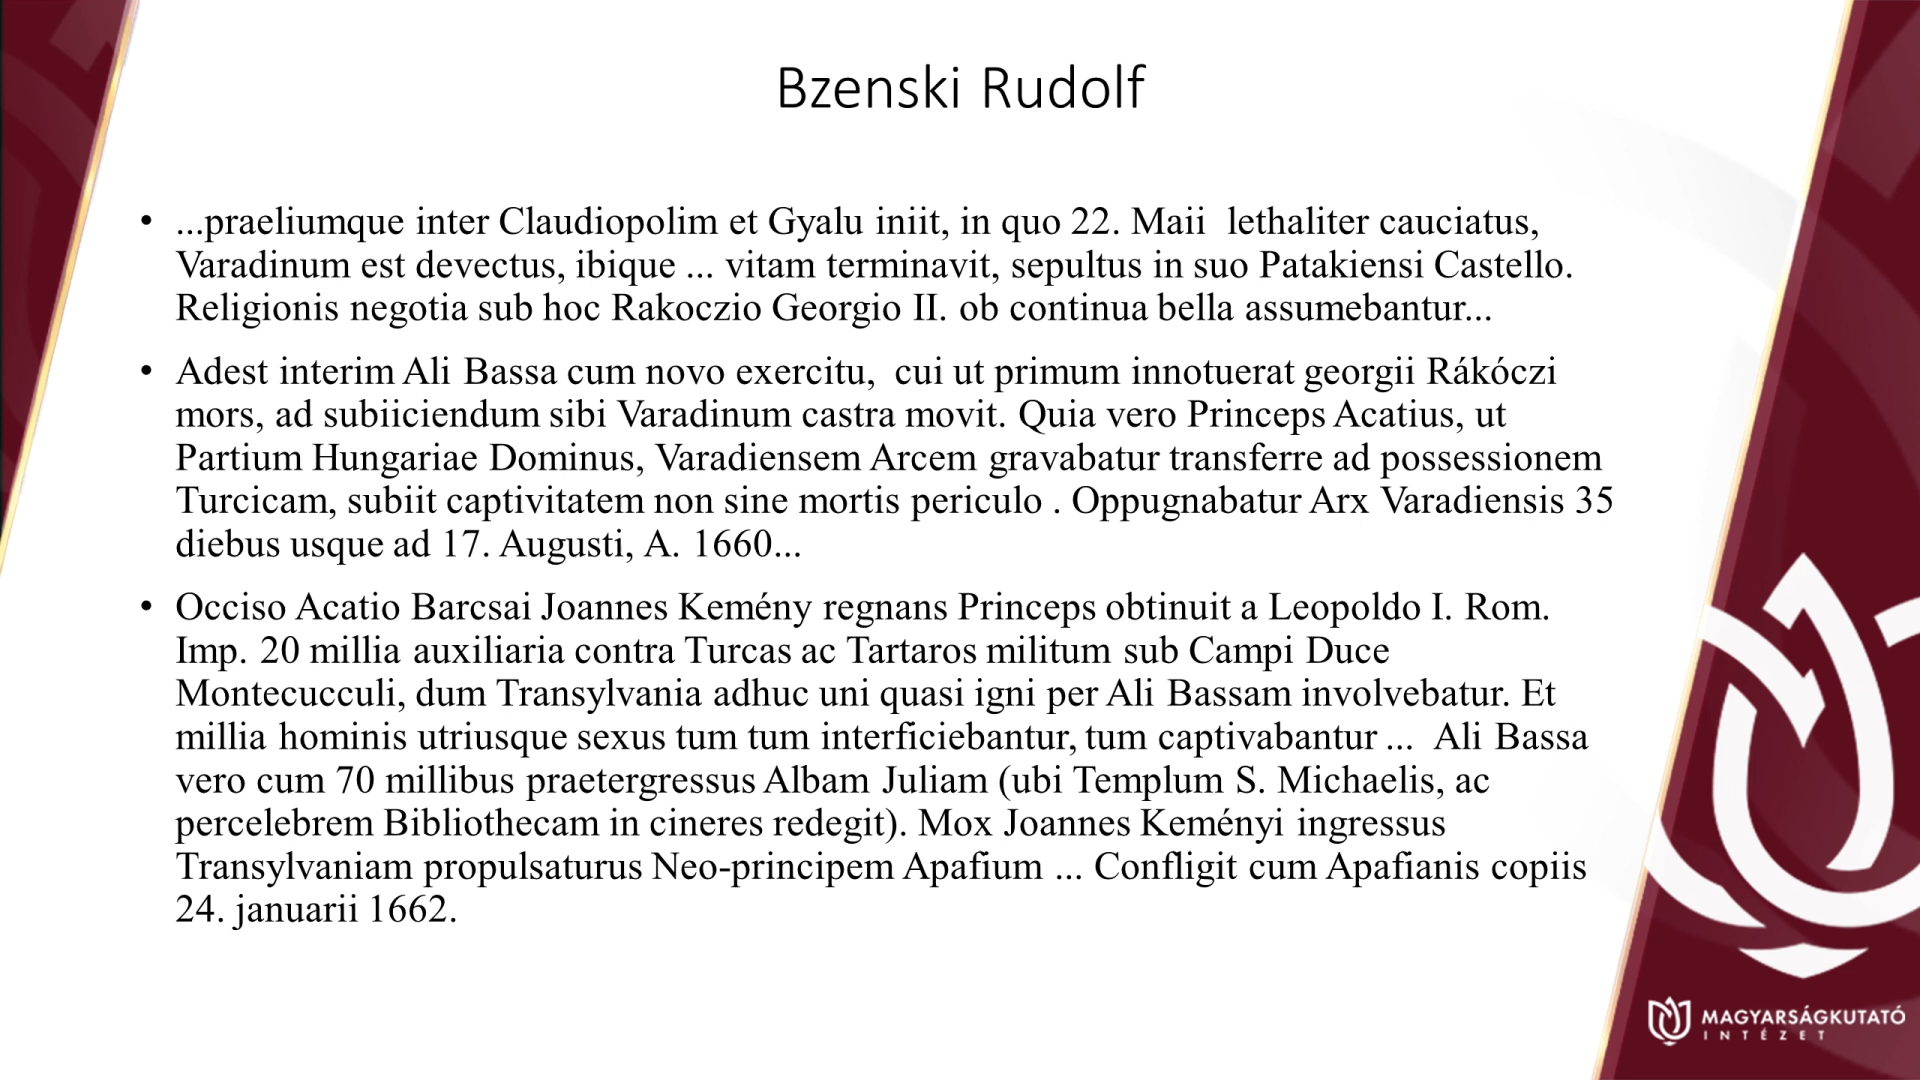 Bzenski Rudolf
• ...praeliumque inter Claudiopolim et Gyalu iniit, in quo 22. Maii lethaliter cauciatus,
Varadinum est devectus, ibique ... vitam terminavit, sepultus in suo Patakiensi Castello.
Religionis negotia sub hoc Rakoczio Georgio II. ob continua bella assumebantur...
• Adest interim Ali Bassa cum novo exercitu, cui ut primum innotuerat georgii Rákóczi
mors, ad subiiciendum sibi Varadinum castra movit. Quia vero Princeps Acatius, ut
Partium Hungariae Dominus, Varadiensem Arcem gravabatur transferre ad possessionem
Turcicam, subiit captivitatem non sine mortis periculo . Oppugnabatur Arx Varadiensis 35
diebus usque ad 17. Augusti, A. 1660...
• Occiso Acatio Barcsai Joannes Kemény regnans Princeps obtinuit a Leopoldo I. Rom.
Imp. 20 millia auxiliaria contra Turcas ac Tartaros militum sub Campi Duce
Montecucculi, dum Transylvania adhuc uni quasi igni per Ali Bassam involvebatur. Et
millia hominis utriusque sexus tum tum interficiebantur, tum captivabantur ... Ali Bassa
vero cum 70 millibus praetergressus Albam Juliam (ubi Templum S. Michaelis, ac
percelebrem Bibliothecam in cineres redegit). Mox Joannes Keményi ingressus
Transylvaniam propulsaturus Neo-principem Apafium ... Confligit cum Apafianis copiis
24. januarii 1662.
MAGYARSÁGKUTATÓ
INTÉZET